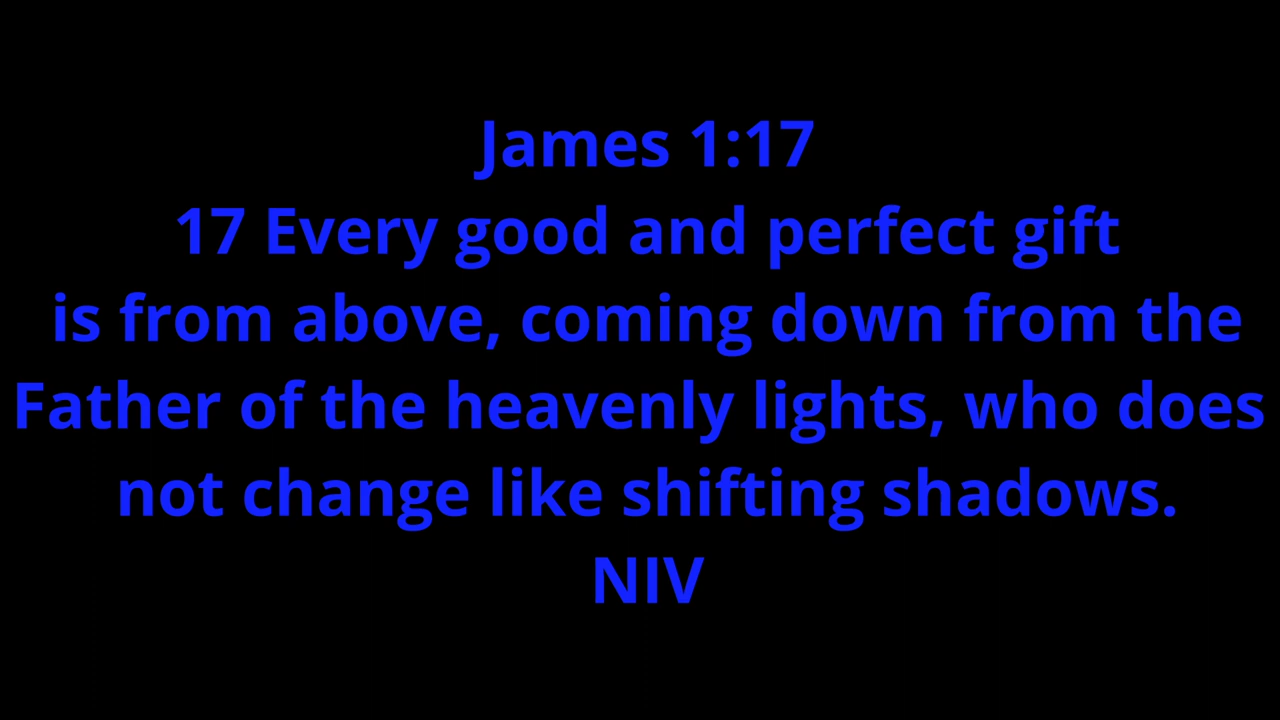 James 1:17
17 Every good and perfect gift
is from above, coming down from the
Father of the heavenly lights, who does
not change like shifting shadows.
NIV